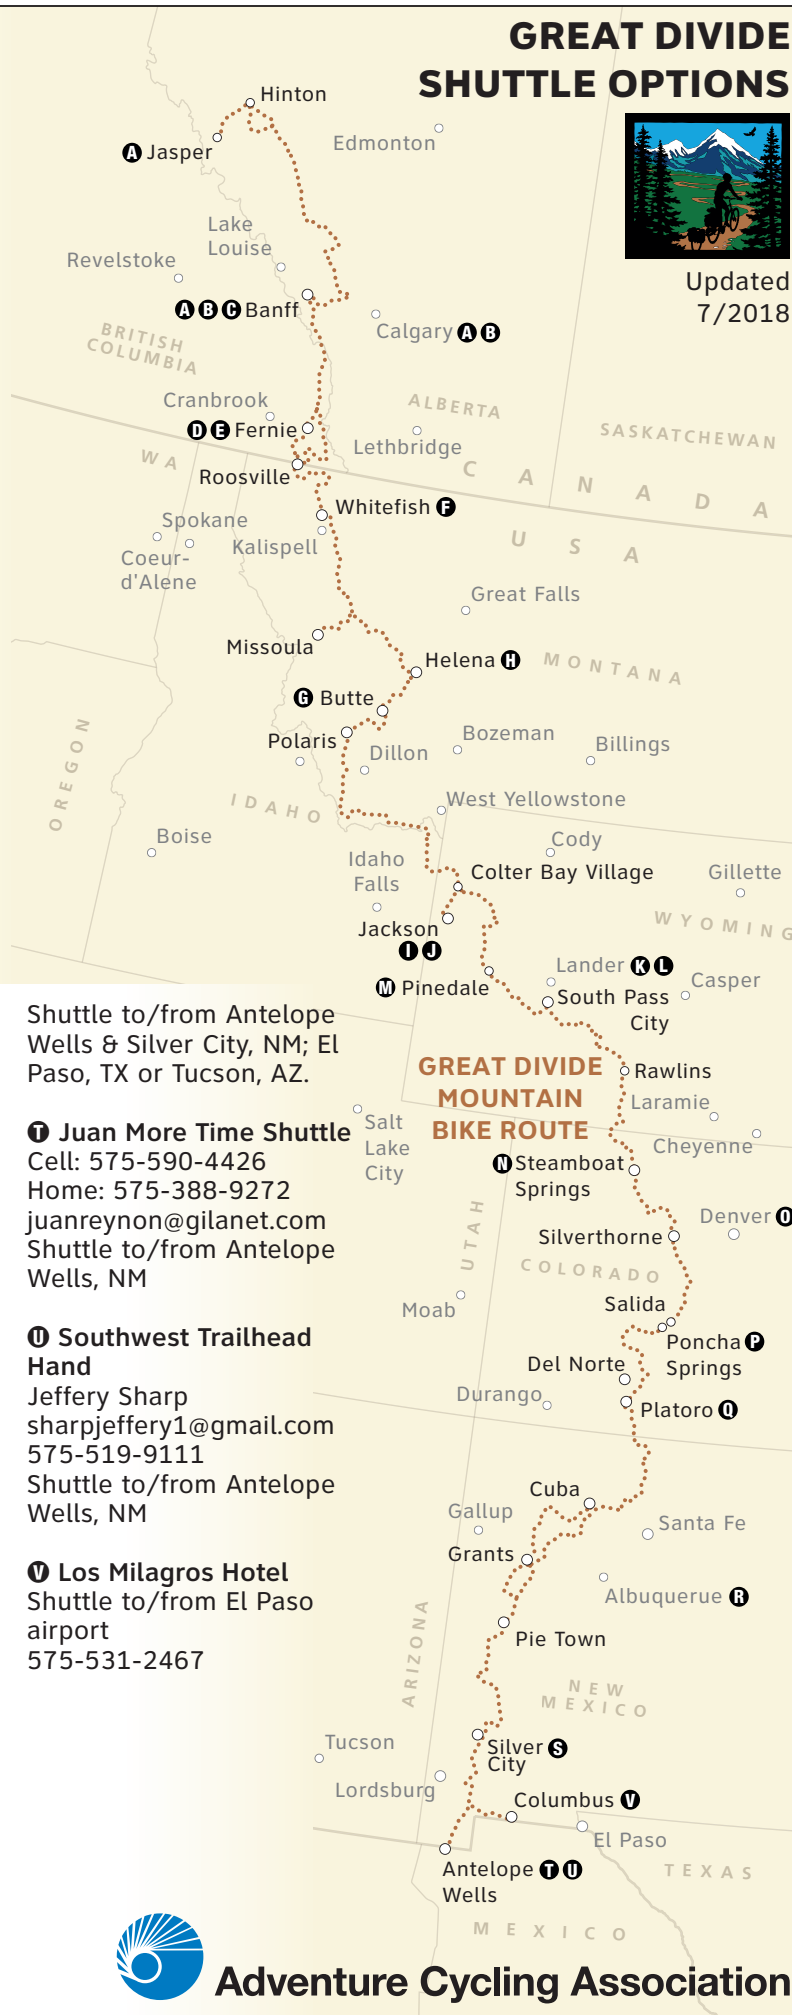 GREAT DIVIDE
SHUTTLE OPTIONS
Updated
7/2018
Hinton
Edmonton
A Jasper
Lake
Louise
Revelstoke
A B C Banff
Calgary A B
BRITISH
COLUMBIA
Cranbrook
ALBERTA
D E Fernie
SASKATCHEWAN
Lethbridge
WA
CANADA
Roosville
Whitefish F
USA
Spokane
Kalispell
Coeur-
d'Alene
Great Falls
Missoula
Helena H
MONTANA
G Butte
Polaris
Dillon
Bozeman
Billings
OREGON
IDAHO
West Yellowstone
Boise
Cody
Idaho
Falls
Colter Bay Village
Gillette
WYOMING
Jackson
I J
Lander K L
M Pinedale
Casper
South Pass
City
GREAT DIVIDE
MOUNTAIN
BIKE ROUTE
Rawlins
Laramie
Salt
Lake
City
Cheyenne
N Steamboat
Springs
UTAH
Denver O
Silverthorne
COLORADO
Moab
Salida
Poncha P
Springs
Del Norte
Durango
Platoro Q
Cuba
Gallup
Santa Fe
Grants
Albuquerue R
ARIZONA
Pie Town
NEW
MEXICO
Tucson
Silver S
City
Lordsburg
Columbus V
El Paso
Antelope T U
Wells
TEXAS
MEXICO
Shuttle to/from Antelope
Wells & Silver City, NM; El
Paso, TX or Tucson, AZ.
T Juan More Time Shuttle
Cell: 575-590-4426
Home: 575-388-9272
juanreynon@gilanet.com
Shuttle to/from Antelope
Wells, NM
U Southwest Trailhead
Hand
Jeffery Sharp
sharpjeffery1@gmail.com
575-519-9111
Shuttle to/from Antelope
Wells, NM
V Los Milagros Hotel
Shuttle to/from El Paso
airport
575-531-2467
Adventure Cycling Association